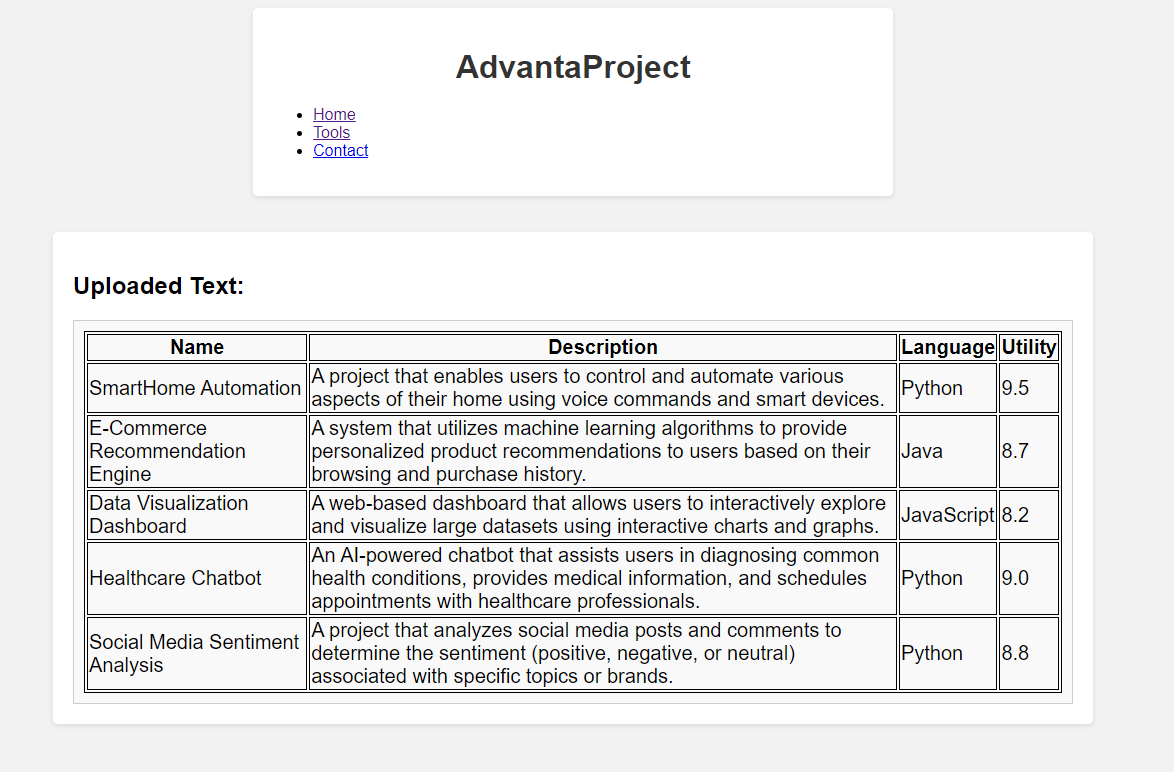 AdvantaProject
Home
Tools
Contact
Uploaded Text:
Name Description Language Utility
SmartHome Automation
A project that enables users to control and automate various
aspects of their home using voice commands and smart devices.
Python
9.5
E-Commerce
Recommendation
Engine
A system that utilizes machine learning algorithms to provide
personalized product recommendations to users based on their
browsing and purchase history.
Java
8.7
Data Visualization
Dashboard
A web-based dashboard that allows users to interactively explore
and visualize large datasets using interactive charts and graphs.
JavaScript
8.2
Healthcare Chatbot
An AI-powered chatbot that assists users in diagnosing common
health conditions, provides medical information, and schedules
appointments with healthcare professionals.
Python
9.0
Social Media Sentiment
Analysis
A project that analyzes social media posts and comments to
determine the sentiment (positive, negative, or neutral)
associated with specific topics or brands.
Python
8.8